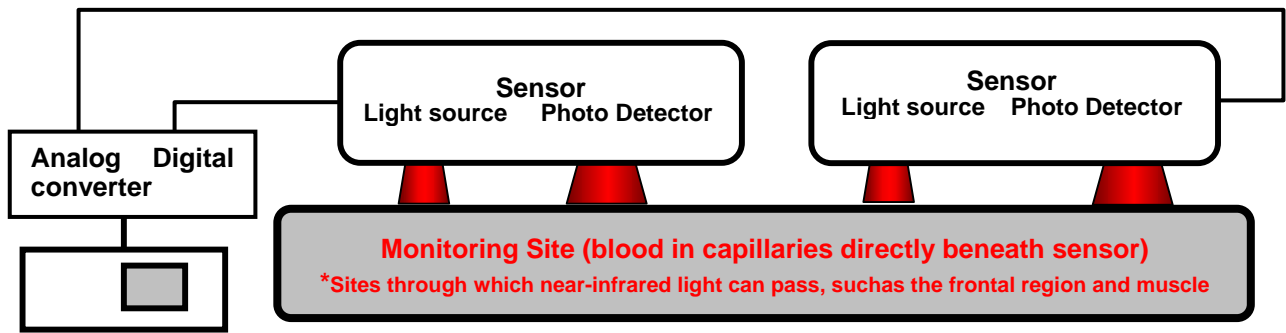 Sensor
Light source Photo Detector
Sensor
Light source Photo Detector
Analog Digital
converter
Monitoring Site (blood in capillaries directly beneath sensor)
*Sites through which near-infrared light can pass, suchas the frontal region and muscle